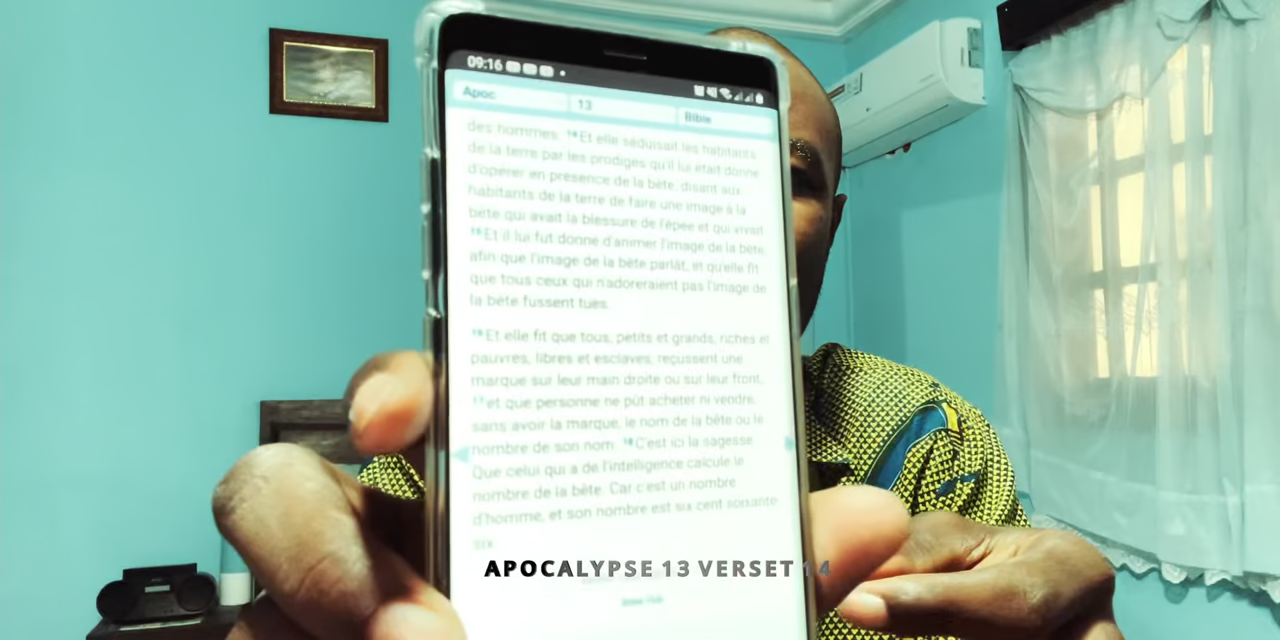 09:16
Apoc 13 Bible
des hommes. ¹⁴Et elle séduisait les habitants
de la terre par les prodiges qu'il lui était donné
d'opérer en présence de la bête, disant aux
habitants de la terre de faire une image à la
bête qui avait la blessure de l'épée et qui vivait.
¹⁵Et il lui fut donné d'animer l'image de la bête,
afin que l'image de la bête parlât, et qu'elle fît
que tous ceux qui n'adoreraient pas l'image de
la bête fussent tués.
¹⁶Et elle fit que tous, petits et grands, riches et
pauvres, libres et esclaves, reçussent une
marque sur leur main droite ou sur leur front,
¹⁷et que personne ne pût acheter ni vendre,
sans avoir la marque, le nom de la bête ou le
nombre de son nom. ¹⁸C'est ici la sagesse.
Que celui qui a de l'intelligence calcule le
nombre de la bête. Car c'est un nombre
d'homme, et son nombre est six cent soixante-
six.
APOCALYPSE 13 VERSET 14